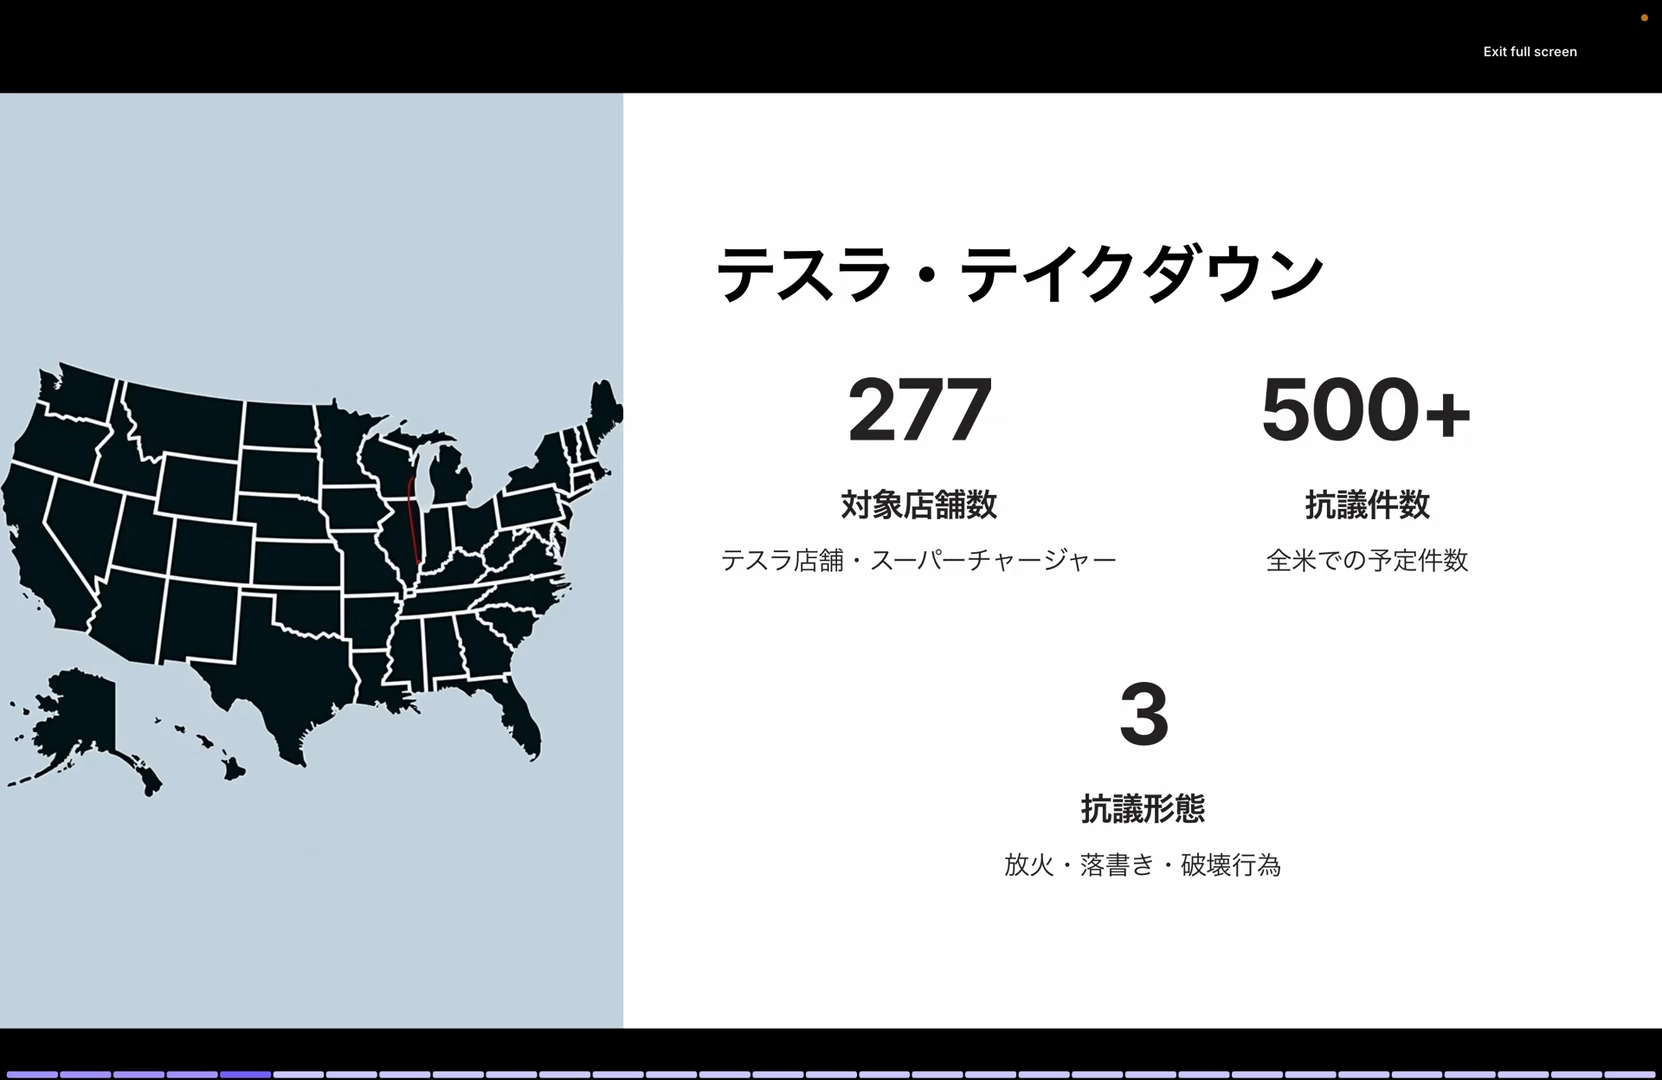 Exit full screen
テスラ・テイクダウン
277
対象店舗数
テスラ店舗・スーパーチャージャー
500+
抗議件数
全米での予定件数
3
抗議形態
放火・落書き・破壊行為